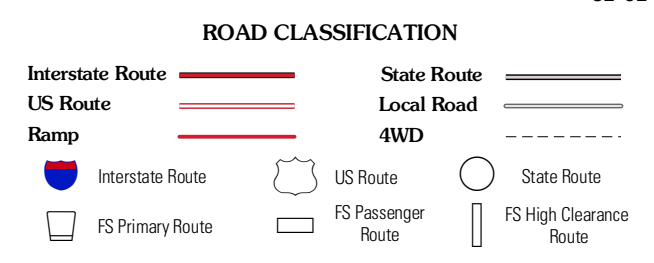 ROAD CLASSIFICATION
Interstate Route
State Route
US Route
Local Road
Ramp
4WD
Interstate Route
US Route
State Route
FS Primary Route
FS Passenger
Route
FS High Clearance
Route